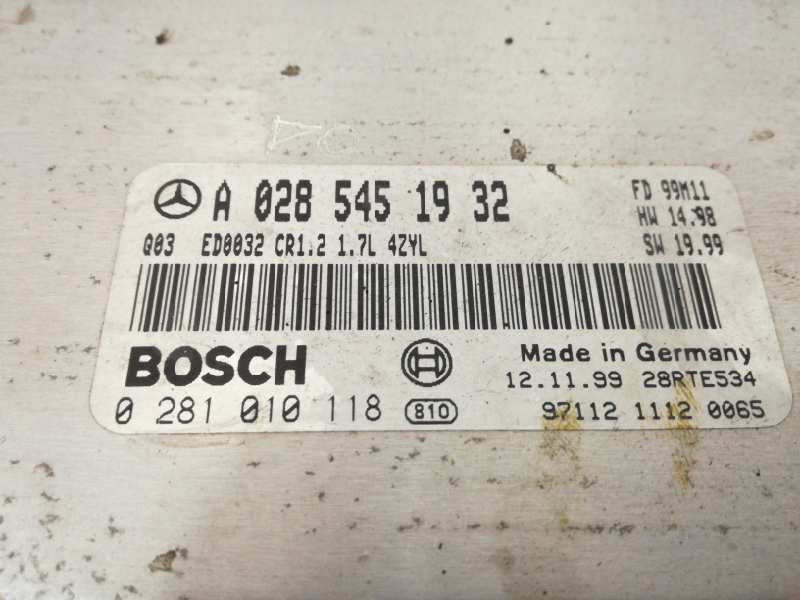 A 028 545 19 32
FD 99M11
HW 14.98
Q03 ED0032 CR1.2 1.7L 4ZYL
SW 19.99
BOSCH
Made in Germany
12.11.99 28RTE534
0 281 010 118 810
97112 1112 0065